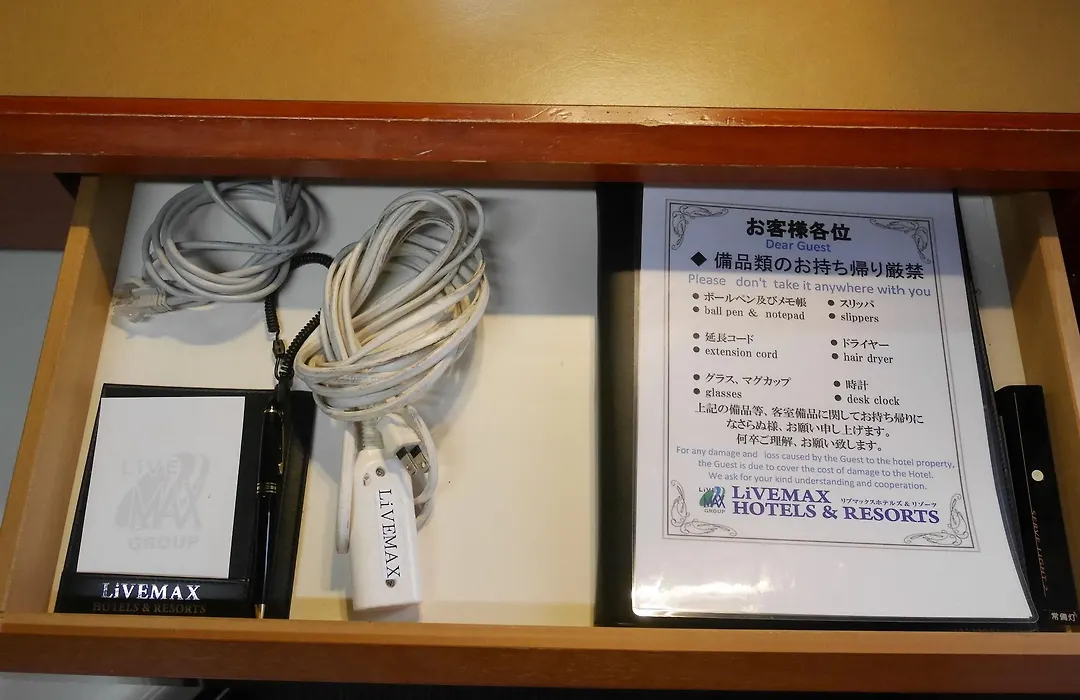 お客様各位
Dear Guest
◆ 備品類のお持ち帰り厳禁
Please don't take it anywhere with you
● ボールペン及びメモ帳 ● スリッパ
● ball pen & notepad ● slippers
● 延長コード ● ドライヤー
● extension cord ● hair dryer
● グラス、マグカップ ● 時計
● glasses ● desk clock
上記の備品等、客室備品に関してお持ち帰りに
なさらぬ様、お願い申し上げます。
何卒ご理解、お願い致します。
For any damage and loss caused by the Guest to the hotel property,
the Guest is due to cover the cost of damage to the Hotel.
We ask for your kind understanding and cooperation.
LiVE
MAX
GROUP
LiVEMAX リブマックスホテルズ & リゾーツ
HOTELS & RESORTS
LiVE
MAX
GROUP
LiVEMAX
HOTELS & RESORTS
LiVEMAX
常備灯